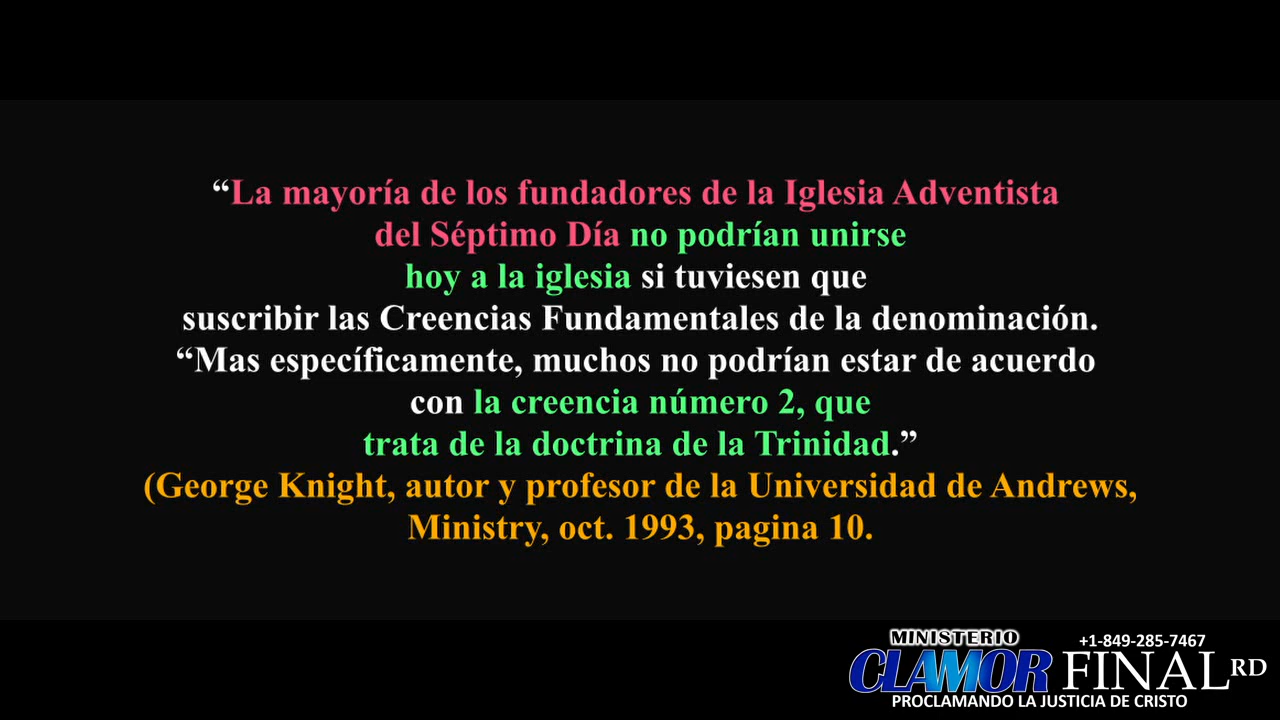 “La mayoría de los fundadores de la Iglesia Adventista
del Séptimo Día no podrían unirse
hoy a la iglesia si tuviesen que
suscribir las Creencias Fundamentales de la denominación.
“Mas específicamente, muchos no podrían estar de acuerdo
con la creencia número 2, que
trata de la doctrina de la Trinidad.”
(George Knight, autor y profesor de la Universidad de Andrews,
Ministry, oct. 1993, pagina 10.
MINISTERIO
+1-849-285-7467
CLAMOR FINAL RD
PROCLAMANDO LA JUSTICIA DE CRISTO